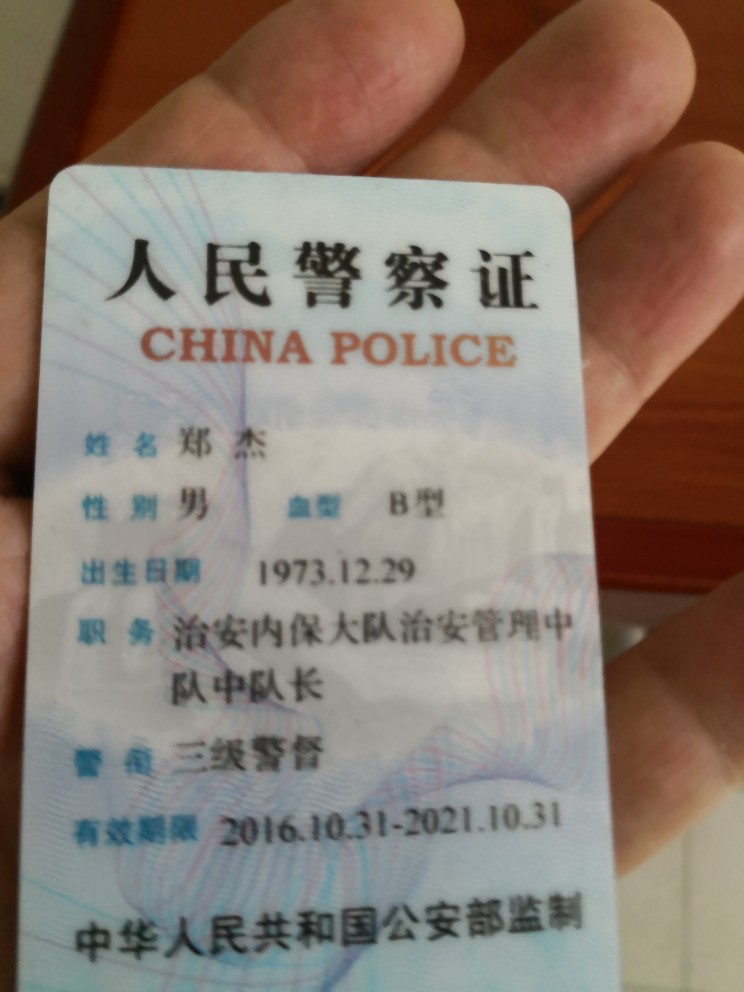 人民警察证
CHINA POLICE
姓名 郑杰
性别 男 血型 B型
出生日期 1973.12.29
职务 治安内保大队治安管理中
队中队长
警衔 三级警督
有效期限 2016.10.31-2021.10.31
中华人民共和国公安部监制